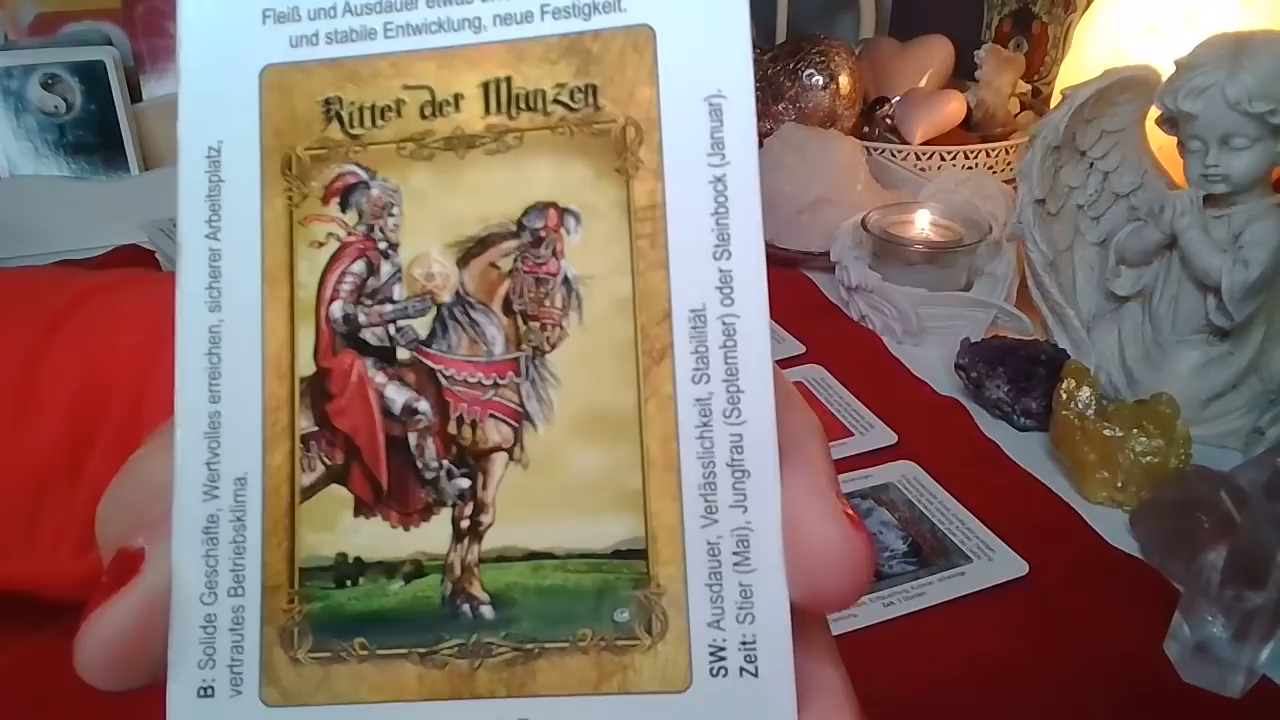 Fleiß und Ausdauer etwas
und stabile Entwicklung, neue Festigkeit.
Ritter der Münzen
B: Solide Geschäfte, Wertvolles erreichen, sicherer Arbeitsplatz,
vertrautes Betriebsklima.
SW: Ausdauer, Verlässlichkeit, Stabilität.
Zeit: Stier (Mai), Jungfrau (September) oder Steinbock (Januar).